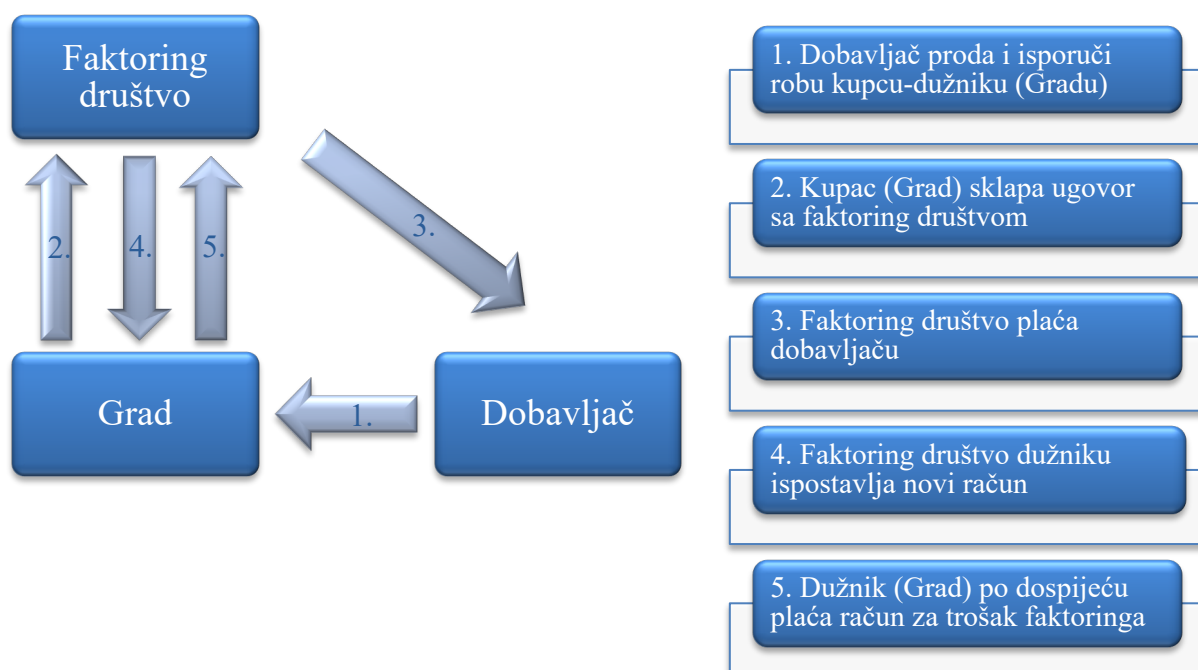 Faktoring
društvo
2.
4.
5.
3.
Grad
1.
Dobavljač
1. Dobavljač proda i isporuči
robu kupcu-dužniku (Gradu)
2. Kupac (Grad) sklapa ugovor
sa faktoring društvom
3. Faktoring društvo plaća
dobavljaču
4. Faktoring društvo dužniku
ispostavlja novi račun
5. Dužnik (Grad) po dospijeću
plaća račun za trošak faktoringa